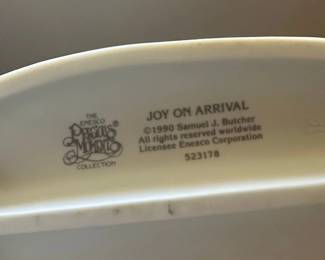 THE
ENESCO
PRECIOUS
MOMENTS®
COLLECTION
JOY ON ARRIVAL
©1990 Samuel J. Butcher
All rights reserved worldwide
Licensee Enesco Corporation
523178